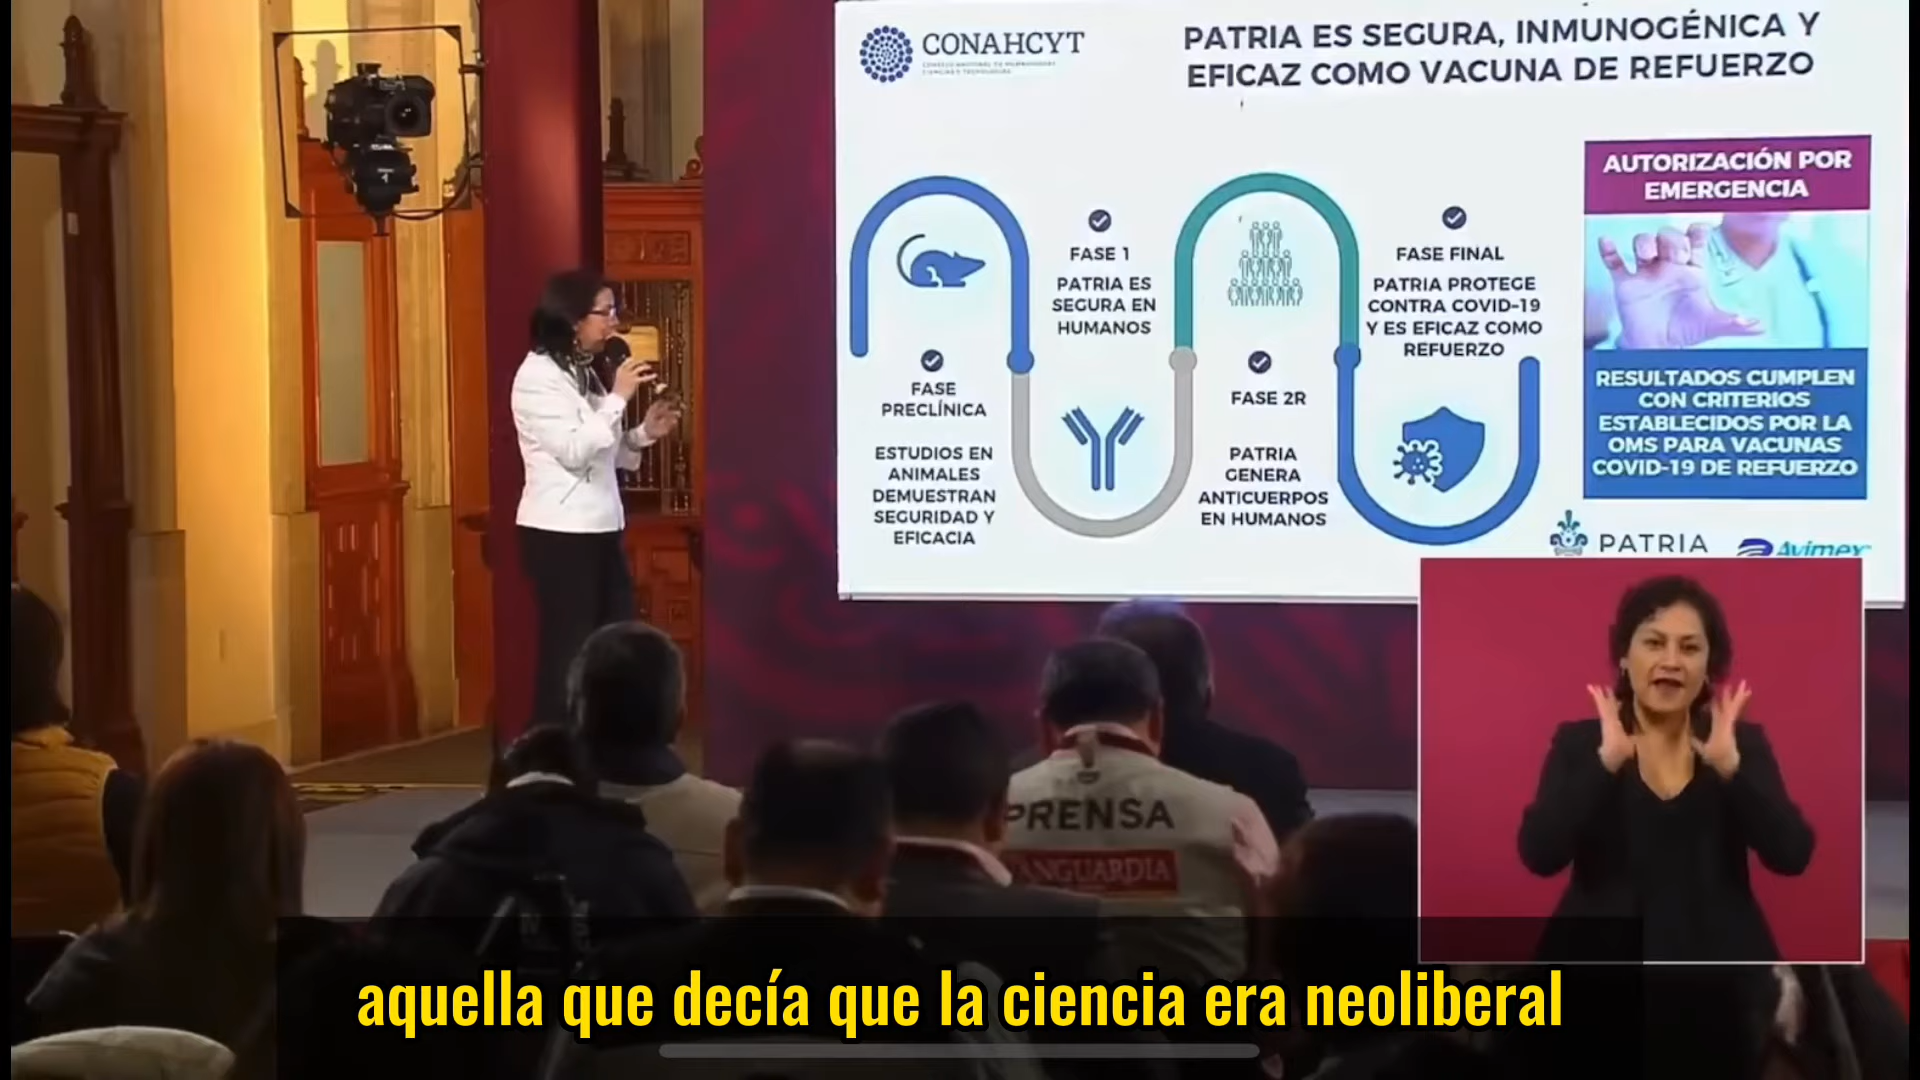 CONAHCYT
PATRIA ES SEGURA, INMUNOGÉNICA Y
EFICAZ COMO VACUNA DE REFUERZO
FASE
PRECLÍNICA
ESTUDIOS EN
ANIMALES
DEMUESTRAN
SEGURIDAD Y
EFICACIA
FASE 1
PATRIA ES
SEGURA EN
HUMANOS
FASE 2R
PATRIA
GENERA
ANTICUERPOS
EN HUMANOS
FASE FINAL
PATRIA PROTEGE
CONTRA COVID-19
Y ES EFICAZ COMO
REFUERZO
AUTORIZACIÓN POR
EMERGENCIA
RESULTADOS CUMPLEN
CON CRITERIOS
ESTABLECIDOS POR LA
OMS PARA VACUNAS
COVID-19 DE REFUERZO
PATRIA
Avimex
PRENSA
VANGUARDIA
aquella que decía que la ciencia era neoliberal